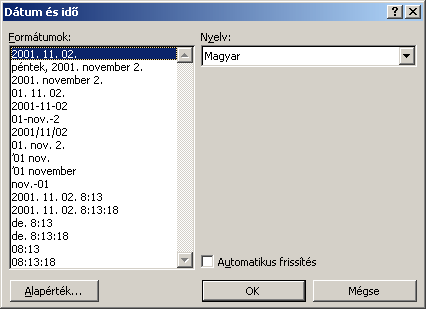 Dátum és idő
Formátumok:
2001. 11. 02.
péntek, 2001. november 2.
2001. november 2.
01. 11. 02.
2001-11-02
01-nov.-2
2001/11/02
01. nov. 2.
'01 nov.
'01 november
nov.-01
2001. 11. 02. 8:13
2001. 11. 02. 8:13:18
de. 8:13
de. 8:13:18
08:13
08:13:18
Nyelv:
Magyar
Automatikus frissítés
Alapérték...
OK
Mégse